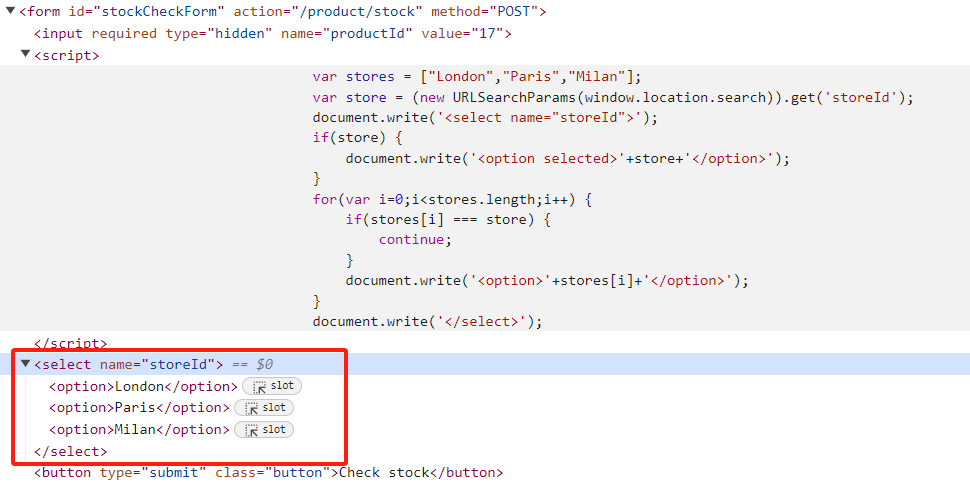 <form id="stockCheckForm" action="/product/stock" method="POST">
<input required type="hidden" name="productId" value="17">
<script>
var stores = ["London","Paris","Milan"];
var store = (new URLSearchParams(window.location.search)).get('storeId');
document.write('<select name="storeId">');
if(store) {
document.write('<option selected>'+store+'</option>');
}
for(var i=0;i<stores.length;i++) {
if(stores[i] === store) {
continue;
}
document.write('<option>'+stores[i]+'</option>');
}
document.write('</select>');
</script>
<select name="storeId"> == $0
<option>London</option> slot
<option>Paris</option> slot
<option>Milan</option> slot
</select>
<button type="submit" class="button">Check stock</button>